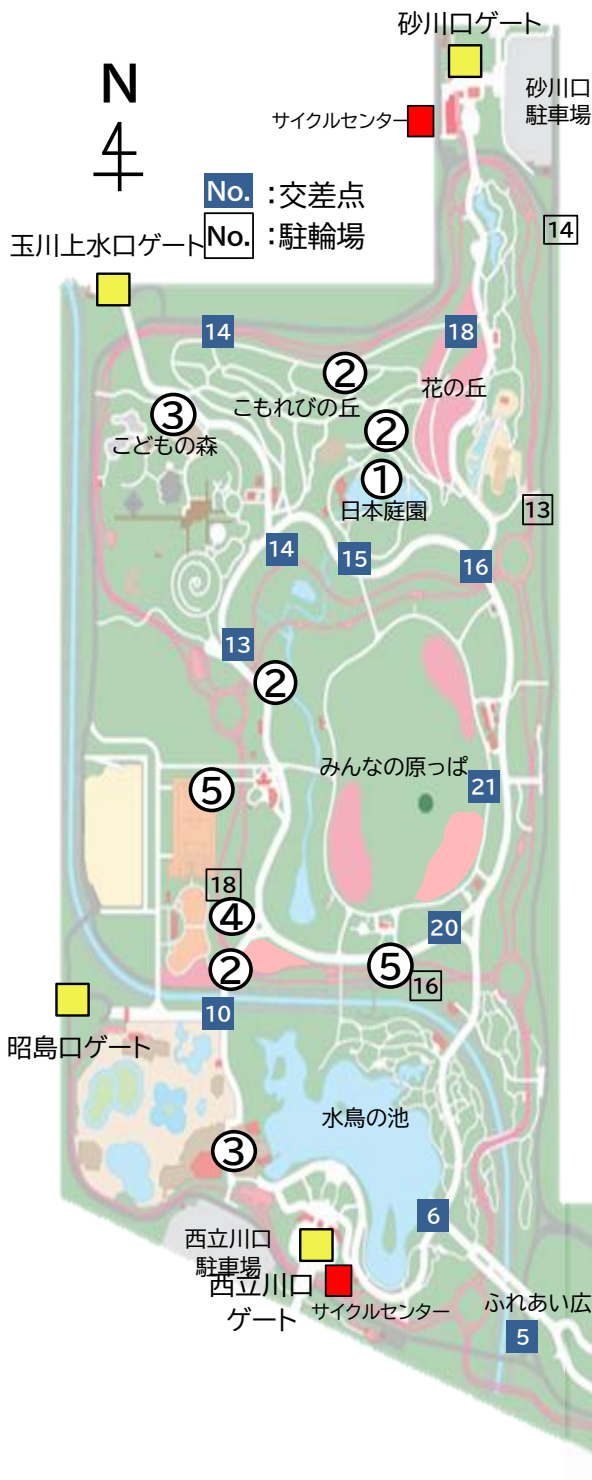 砂川口ゲート
N
砂川口
駐車場
サイクルセンター
No. :交差点
No. :駐輪場
14
玉川上水口ゲート
14
18
②
花の丘
③
こもれびの丘
②
こどもの森
①
日本庭園
13
14
15
16
13
②
みんなの原っぱ
21
⑤
18
④
20
②
⑤
16
10
昭島口ゲート
水鳥の池
③
6
西立川口
駐車場
西立川口
ゲート
サイクルセンター
ふれあい広
5